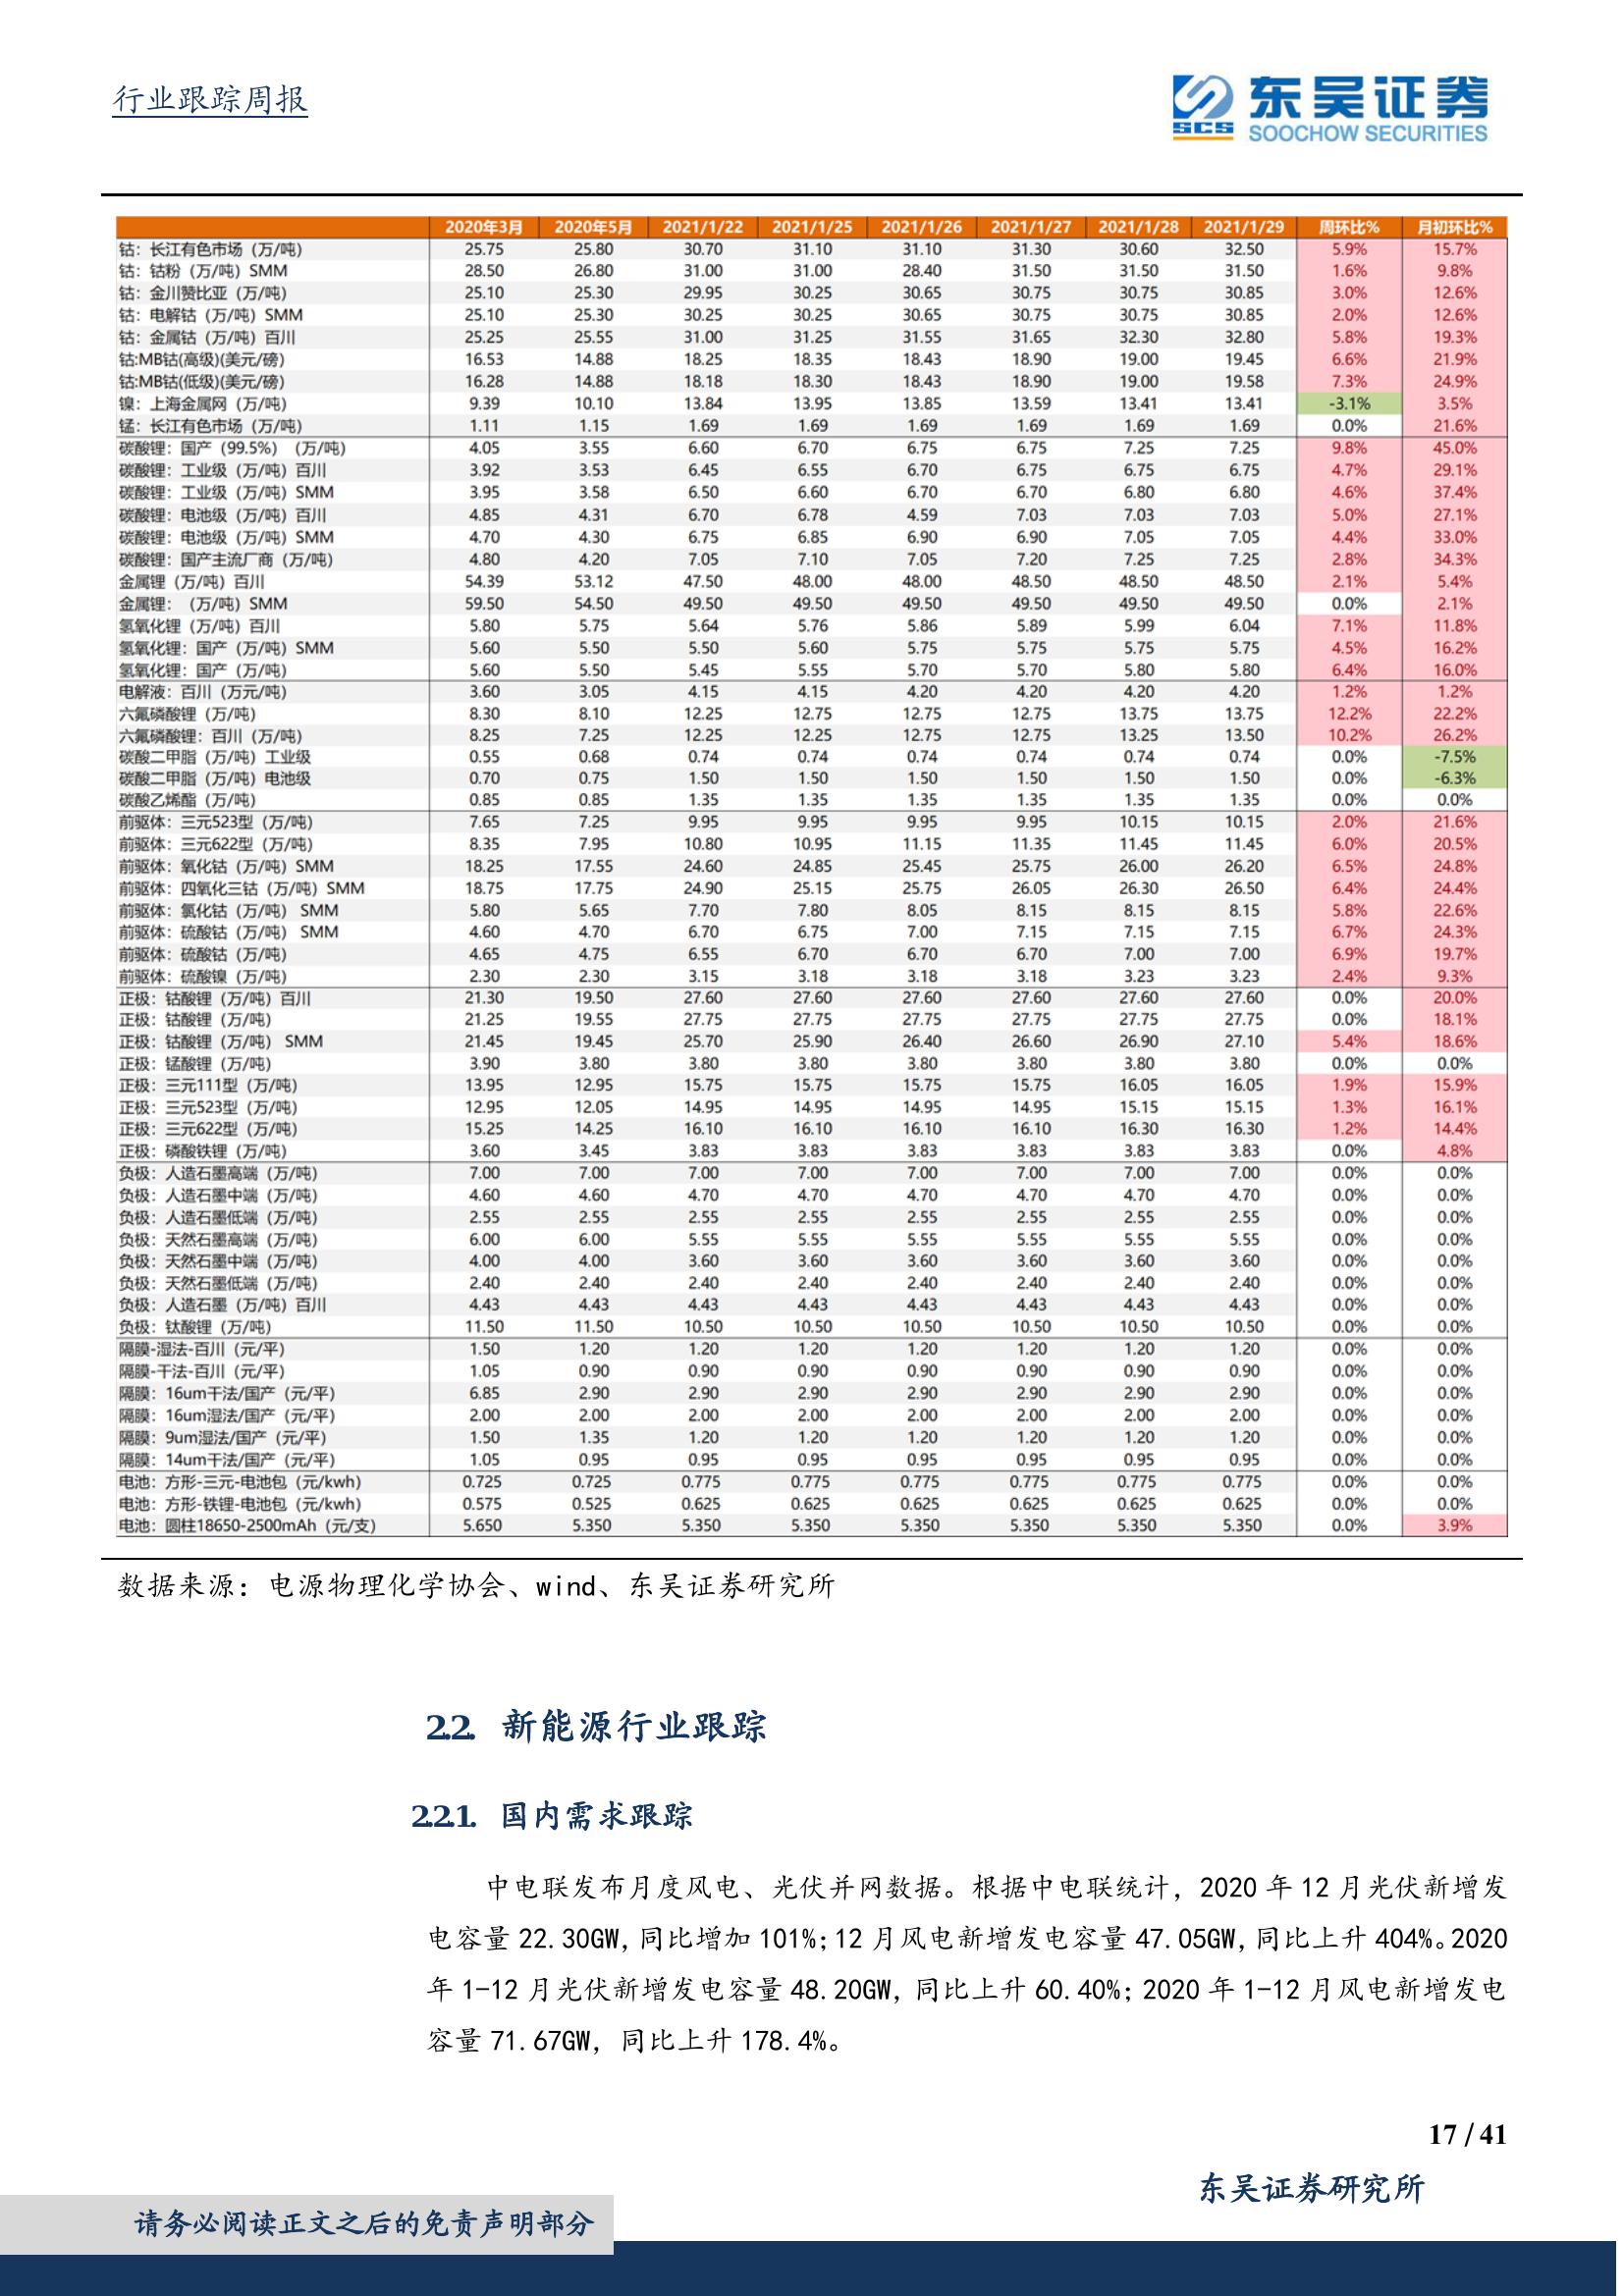 行业跟踪周报
SCS
东吴证券
SOOCHOW SECURITIES
2020年3月 2020年5月 2021/1/22 2021/1/25 2021/1/26 2021/1/27 2021/1/28 2021/1/29 周环比% 月初环比%
钴：长江有色市场（万/吨） 25.75 25.80 30.70 31.10 31.10 31.30 30.60 32.50 5.9% 15.7%
钴：钴粉（万/吨）SMM 28.50 26.80 31.00 31.00 28.40 31.50 31.50 31.50 1.6% 9.8%
钴：金川赞比亚（万/吨） 25.10 25.30 29.95 30.25 30.65 30.75 30.75 30.85 3.0% 12.6%
钴：电解钴（万/吨）SMM 25.10 25.30 30.25 30.25 30.65 30.75 30.75 30.85 2.0% 12.6%
钴：金属钴（万/吨）百川 25.25 25.55 31.00 31.25 31.55 31.65 32.30 32.80 5.8% 19.3%
钴:MB钴(高级)(美元/磅) 16.53 14.88 18.25 18.35 18.43 18.90 19.00 19.45 6.6% 21.9%
钴:MB钴(低级)(美元/磅) 16.28 14.88 18.18 18.30 18.43 18.90 19.00 19.58 7.3% 24.9%
镍：上海金属网（万/吨） 9.39 10.10 13.84 13.95 13.85 13.59 13.41 13.41 -3.1% 3.5%
锰：长江有色市场（万/吨） 1.11 1.15 1.69 1.69 1.69 1.69 1.69 1.69 0.0% 21.6%
碳酸锂：国产（99.5%）（万/吨） 4.05 3.55 6.60 6.70 6.75 6.75 7.25 7.25 9.8% 45.0%
碳酸锂：工业级（万/吨）百川 3.92 3.53 6.45 6.55 6.70 6.75 6.75 6.75 4.7% 29.1%
碳酸锂：工业级（万/吨）SMM 3.95 3.58 6.50 6.60 6.70 6.70 6.80 6.80 4.6% 37.4%
碳酸锂：电池级（万/吨）百川 4.85 4.31 6.70 6.78 4.59 7.03 7.03 7.03 5.0% 27.1%
碳酸锂：电池级（万/吨）SMM 4.70 4.30 6.75 6.85 6.90 6.90 7.05 7.05 4.4% 33.0%
碳酸锂：国产主流厂商（万/吨） 4.80 4.20 7.05 7.10 7.05 7.20 7.25 7.25 2.8% 34.3%
金属锂（万/吨）百川 54.39 53.12 47.50 48.00 48.00 48.50 48.50 48.50 2.1% 5.4%
金属锂：（万/吨）SMM 59.50 54.50 49.50 49.50 49.50 49.50 49.50 49.50 0.0% 2.1%
氢氧化锂（万/吨）百川 5.80 5.75 5.64 5.76 5.86 5.89 5.99 6.04 7.1% 11.8%
氢氧化锂：国产（万/吨）SMM 5.60 5.50 5.50 5.60 5.75 5.75 5.75 5.75 4.5% 16.2%
氢氧化锂：国产（万/吨） 5.60 5.50 5.45 5.55 5.70 5.70 5.80 5.80 6.4% 16.0%
电解液：百川（万元/吨） 3.60 3.05 4.15 4.15 4.20 4.20 4.20 4.20 1.2% 1.2%
六氟磷酸锂（万/吨） 8.30 8.10 12.25 12.75 12.75 12.75 13.75 13.75 12.2% 22.2%
六氟磷酸锂：百川（万/吨） 8.25 7.25 12.25 12.25 12.75 12.75 13.25 13.50 10.2% 26.2%
碳酸二甲脂（万/吨）工业级 0.55 0.68 0.74 0.74 0.74 0.74 0.74 0.74 0.0% -7.5%
碳酸二甲脂（万/吨）电池级 0.70 0.75 1.50 1.50 1.50 1.50 1.50 1.50 0.0% -6.3%
碳酸乙烯酯（万/吨） 0.85 0.85 1.35 1.35 1.35 1.35 1.35 1.35 0.0% 0.0%
前驱体：三元523型（万/吨） 7.65 7.25 9.95 9.95 9.95 9.95 10.15 10.15 2.0% 21.6%
前驱体：三元622型（万/吨） 8.35 7.95 10.80 10.95 11.15 11.35 11.45 11.45 6.0% 20.5%
前驱体：氧化钴（万/吨）SMM 18.25 17.55 24.60 24.85 25.45 25.75 26.00 26.20 6.5% 24.8%
前驱体：四氧化三钴（万/吨）SMM 18.75 17.75 24.90 25.15 25.75 26.05 26.30 26.50 6.4% 24.4%
前驱体：氯化钴（万/吨） SMM 5.80 5.65 7.70 7.80 8.05 8.15 8.15 8.15 5.8% 22.6%
前驱体：硫酸钴（万/吨） SMM 4.60 4.70 6.70 6.75 7.00 7.15 7.15 7.15 6.7% 24.3%
前驱体：硫酸钴（万/吨） 4.65 4.75 6.55 6.70 6.70 6.70 7.00 7.00 6.9% 19.7%
前驱体：硫酸镍（万/吨） 2.30 2.30 3.15 3.18 3.18 3.18 3.23 3.23 2.4% 9.3%
正极：钴酸锂（万/吨）百川 21.30 19.50 27.60 27.60 27.60 27.60 27.60 27.60 0.0% 20.0%
正极：钴酸锂（万/吨） 21.25 19.55 27.75 27.75 27.75 27.75 27.75 27.75 0.0% 18.1%
正极：钴酸锂（万/吨） SMM 21.45 19.45 25.70 25.90 26.40 26.60 26.90 27.10 5.4% 18.6%
正极：锰酸锂（万/吨） 3.90 3.80 3.80 3.80 3.80 3.80 3.80 3.80 0.0% 0.0%
正极：三元111型（万/吨） 13.95 12.95 15.75 15.75 15.75 15.75 16.05 16.05 1.9% 15.9%
正极：三元523型（万/吨） 12.95 12.05 14.95 14.95 14.95 14.95 15.15 15.15 1.3% 16.1%
正极：三元622型（万/吨） 15.25 14.25 16.10 16.10 16.10 16.10 16.30 16.30 1.2% 14.4%
正极：磷酸铁锂（万/吨） 3.60 3.45 3.83 3.83 3.83 3.83 3.83 3.83 0.0% 4.8%
负极：人造石墨高端（万/吨） 7.00 7.00 7.00 7.00 7.00 7.00 7.00 7.00 0.0% 0.0%
负极：人造石墨中端（万/吨） 4.60 4.60 4.70 4.70 4.70 4.70 4.70 4.70 0.0% 0.0%
负极：人造石墨低端（万/吨） 2.55 2.55 2.55 2.55 2.55 2.55 2.55 2.55 0.0% 0.0%
负极：天然石墨高端（万/吨） 6.00 6.00 5.55 5.55 5.55 5.55 5.55 5.55 0.0% 0.0%
负极：天然石墨中端（万/吨） 4.00 4.00 3.60 3.60 3.60 3.60 3.60 3.60 0.0% 0.0%
负极：天然石墨低端（万/吨） 2.40 2.40 2.40 2.40 2.40 2.40 2.40 2.40 0.0% 0.0%
负极：人造石墨（万/吨）百川 4.43 4.43 4.43 4.43 4.43 4.43 4.43 4.43 0.0% 0.0%
负极：钛酸锂（万/吨） 11.50 11.50 10.50 10.50 10.50 10.50 10.50 10.50 0.0% 0.0%
隔膜-湿法-百川（元/平） 1.50 1.20 1.20 1.20 1.20 1.20 1.20 1.20 0.0% 0.0%
隔膜-干法-百川（元/平） 1.05 0.90 0.90 0.90 0.90 0.90 0.90 0.90 0.0% 0.0%
隔膜：16um干法/国产（元/平） 6.85 2.90 2.90 2.90 2.90 2.90 2.90 2.90 0.0% 0.0%
隔膜：16um湿法/国产（元/平） 2.00 2.00 2.00 2.00 2.00 2.00 2.00 2.00 0.0% 0.0%
隔膜：9um湿法/国产（元/平） 1.50 1.35 1.20 1.20 1.20 1.20 1.20 1.20 0.0% 0.0%
隔膜：14um干法/国产（元/平） 1.05 0.95 0.95 0.95 0.95 0.95 0.95 0.95 0.0% 0.0%
电池：方形-三元-电池包（元/kwh） 0.725 0.725 0.775 0.775 0.775 0.775 0.775 0.775 0.0% 0.0%
电池：方形-铁锂-电池包（元/kwh） 0.575 0.525 0.625 0.625 0.625 0.625 0.625 0.625 0.0% 0.0%
电池：圆柱18650-2500mAh（元/支） 5.650 5.350 5.350 5.350 5.350 5.350 5.350 5.350 0.0% 3.9%
数据来源：电源物理化学协会、wind、东吴证券研究所
2.2. 新能源行业跟踪
2.2.1. 国内需求跟踪
中电联发布月度风电、光伏并网数据。根据中电联统计，2020 年 12 月光伏新增发
电容量 22.30GW，同比增加 101%；12 月风电新增发电容量 47.05GW，同比上升 404%。2020
年 1-12 月光伏新增发电容量 48.20GW，同比上升 60.40%；2020 年 1-12 月风电新增发电
容量 71.67GW，同比上升 178.4%。
17 / 41
东吴证券研究所
请务必阅读正文之后的免责声明部分